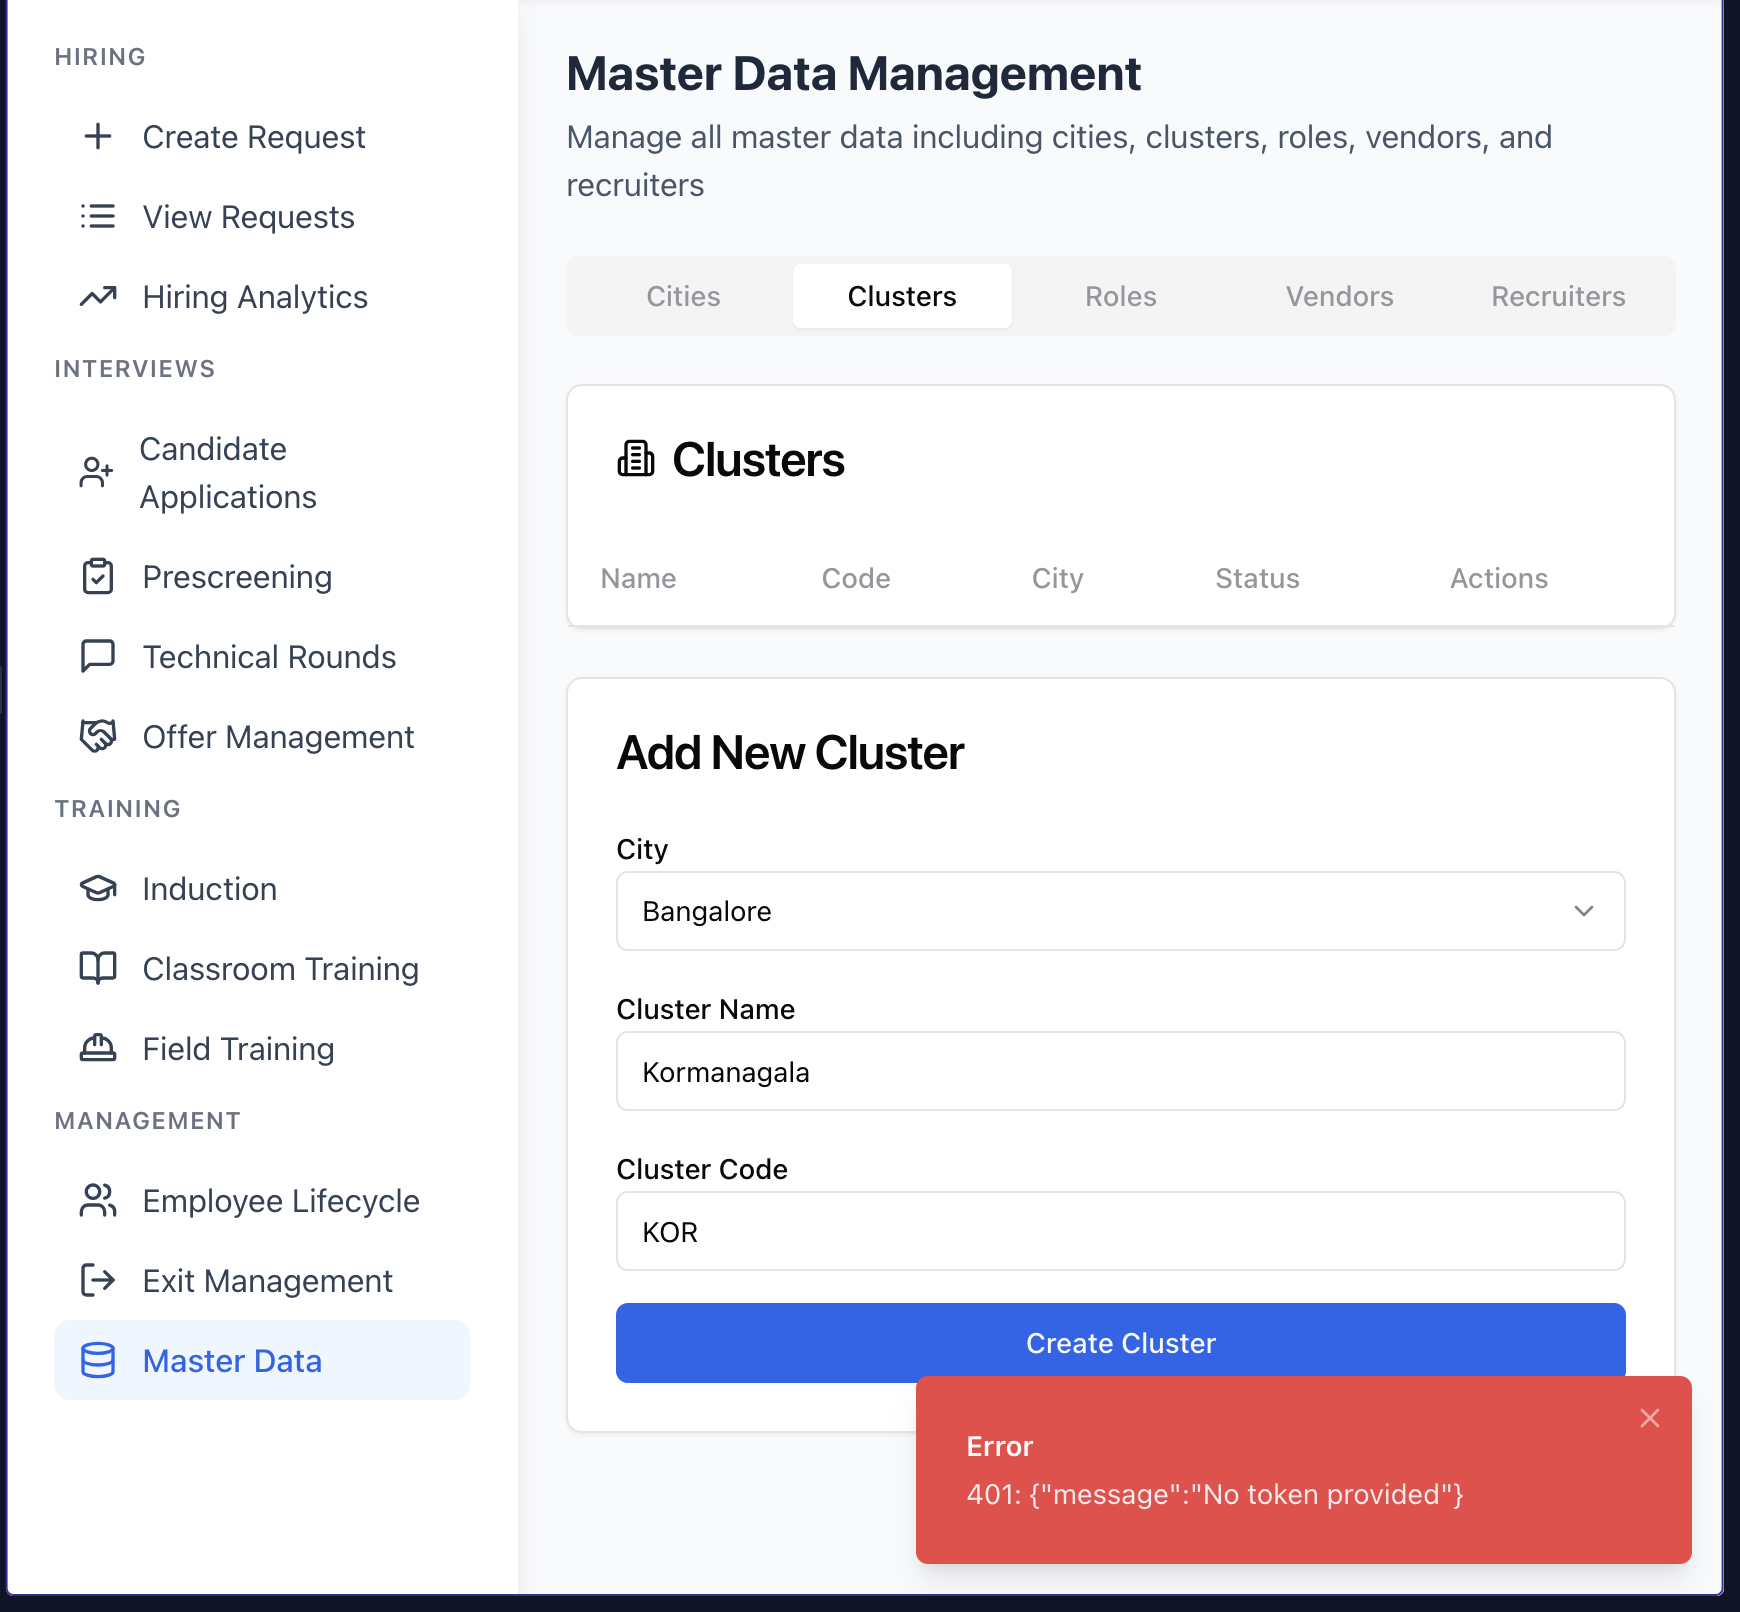 HIRING
Create Request
View Requests
Hiring Analytics
INTERVIEWS
Candidate
Applications
Prescreening
Technical Rounds
Offer Management
TRAINING
Induction
Classroom Training
Field Training
MANAGEMENT
Employee Lifecycle
Exit Management
Master Data
Master Data Management
Manage all master data including cities, clusters, roles, vendors, and
recruiters
Cities Clusters Roles Vendors Recruiters
Clusters
Name Code City Status Actions
Add New Cluster
City
Bangalore
Cluster Name
Kormanagala
Cluster Code
KOR
Create Cluster
Error
401: {"message":"No token provided"}